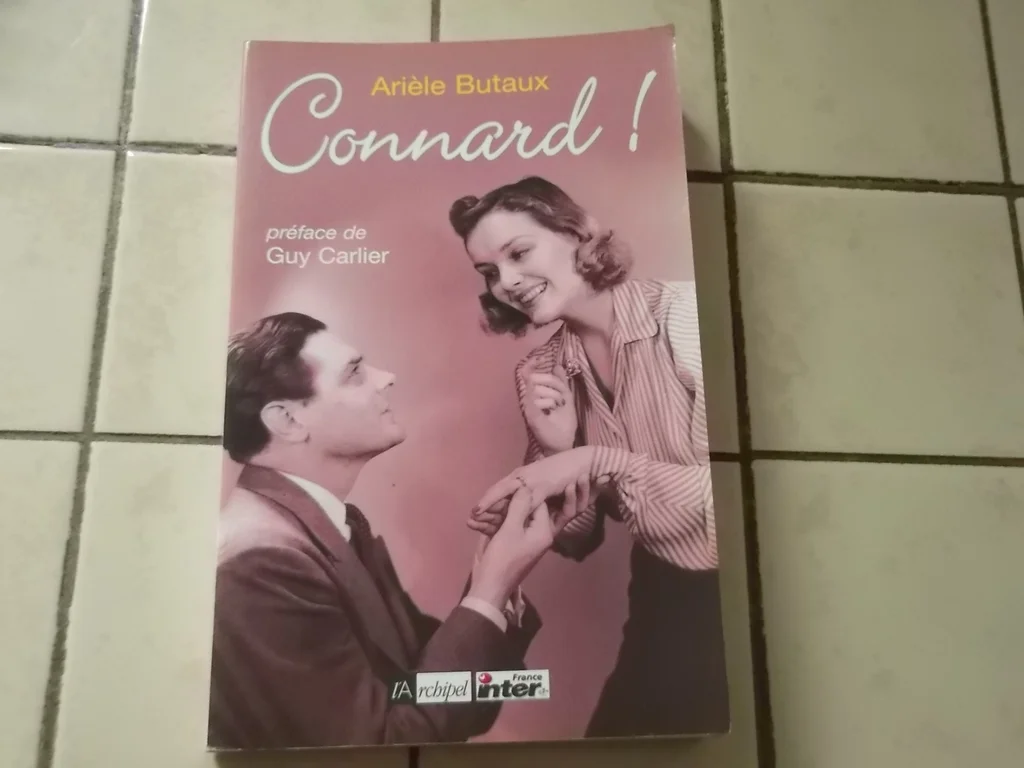 Arièle Butaux
Connard !
préface de
Guy Carlier
l'Archipel
France
inter